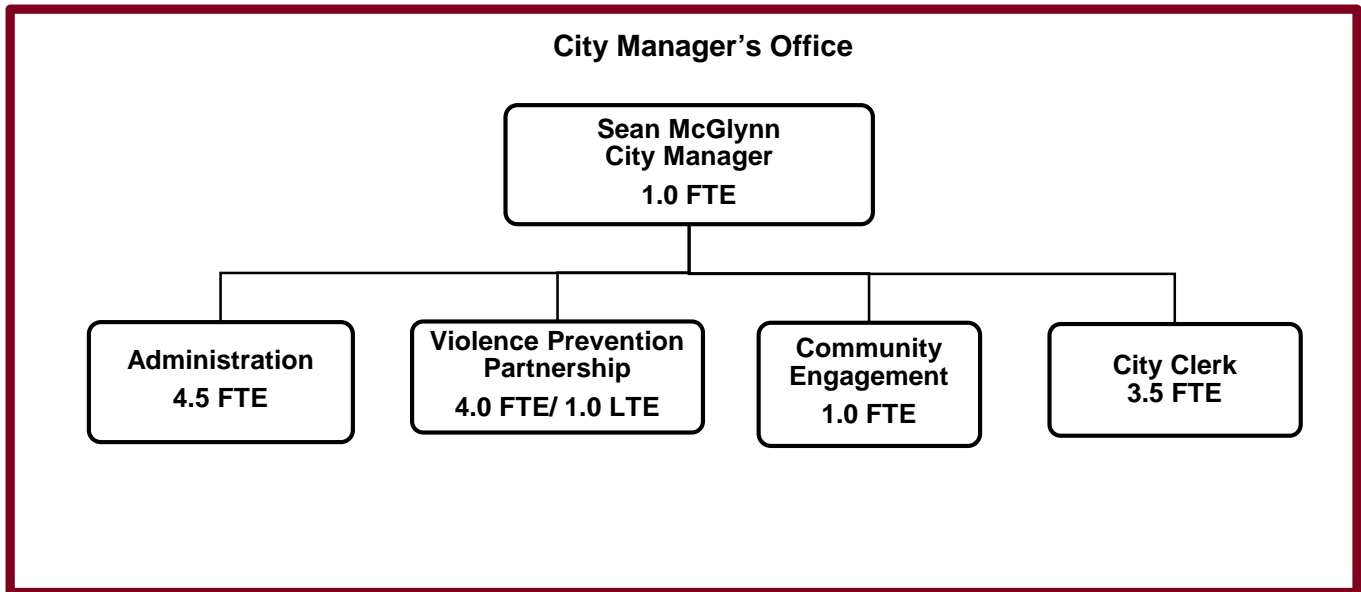 City Manager’s Office
Sean McGlynn
City Manager
1.0 FTE
Administration
4.5 FTE
Violence Prevention
Partnership
4.0 FTE/ 1.0 LTE
Community
Engagement
1.0 FTE
City Clerk
3.5 FTE